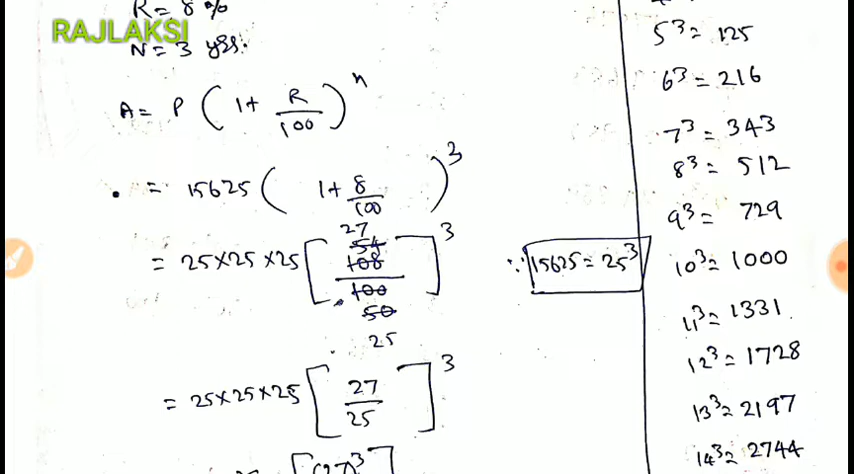 R = 8 %
RAJLAKSI
N = 3 yrs.
A = P ( 1 + R/100 )^n
= 15625 ( 1 + 8/100 )^3
27
54
= 25×25×25 [ 108/100 ]^3
50
25
∵ 15625 = 25^3
= 25×25×25 [ 27/25 ]^3
[ (27)^3 ]
5^3 = 125
6^3 = 216
7^3 = 343
8^3 = 512
9^3 = 729
10^3 = 1000
11^3 = 1331
12^3 = 1728
13^3 = 2197
14^3 = 2744